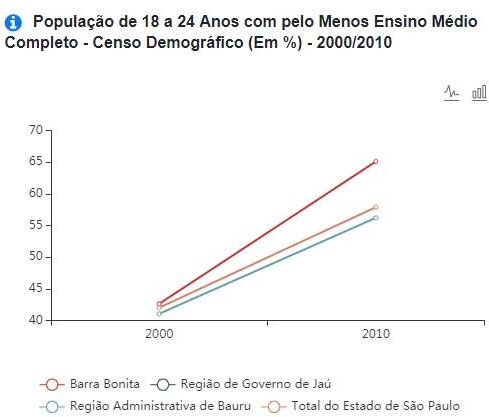 População de 18 a 24 Anos com pelo Menos Ensino Médio
Completo - Censo Demográfico (Em %) - 2000/2010
70
65
60
55
50
45
40
2000 2010
Barra Bonita Região de Governo de Jaú
Região Administrativa de Bauru Total do Estado de São Paulo